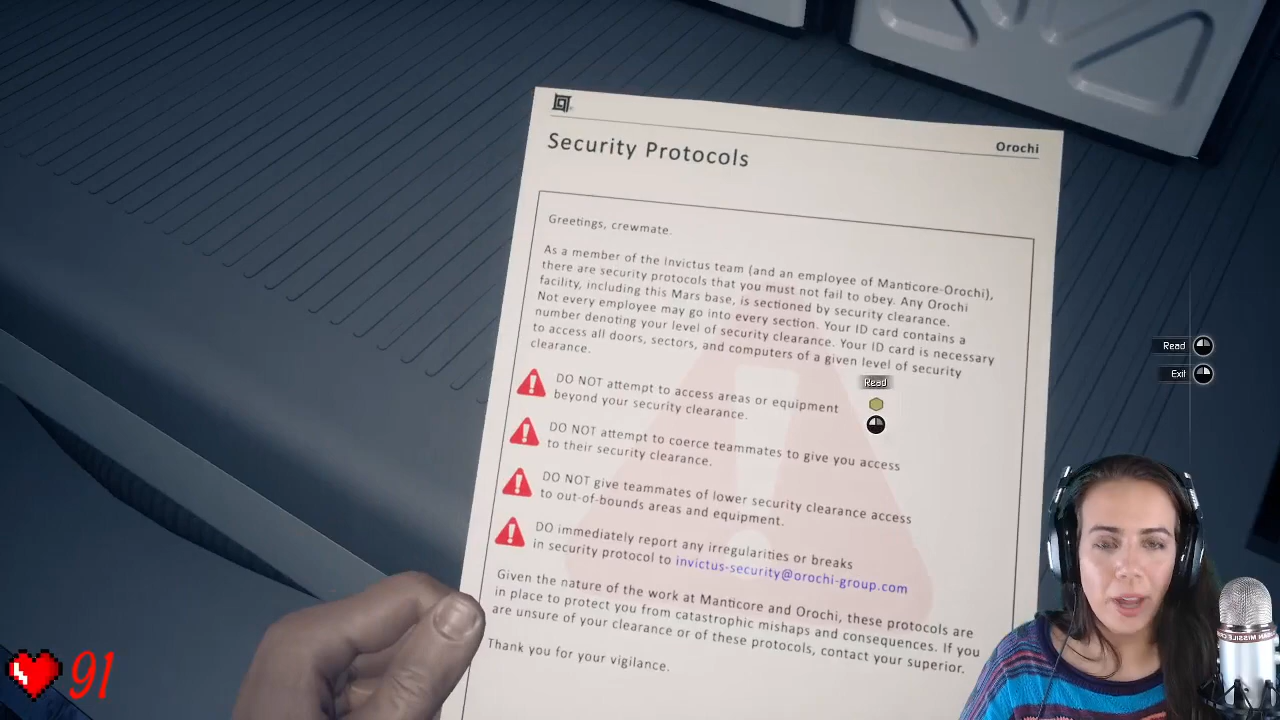 Orochi
Security Protocols
Greetings, crewmate.
As a member of the Invictus team (and an employee of Manticore-Orochi),
there are security protocols that you must not fail to obey. Any Orochi
facility, including this Mars base, is sectioned by security clearance.
Not every employee may go into every section. Your ID card contains a
number denoting your level of security clearance. Your ID card is necessary
to access all doors, sectors, and computers of a given level of security
clearance.
DO NOT attempt to access areas or equipment
beyond your security clearance.
DO NOT attempt to coerce teammates to give you access
to their security clearance.
DO NOT give teammates of lower security clearance access
to out-of-bounds areas and equipment.
DO immediately report any irregularities or breaks
in security protocol to invictus-security@orochi-group.com
Given the nature of the work at Manticore and Orochi, these protocols are
in place to protect you from catastrophic mishaps and consequences. If you
are unsure of your clearance or of these protocols, contact your superior.
Thank you for your vigilance.
Read
Read
Exit
91